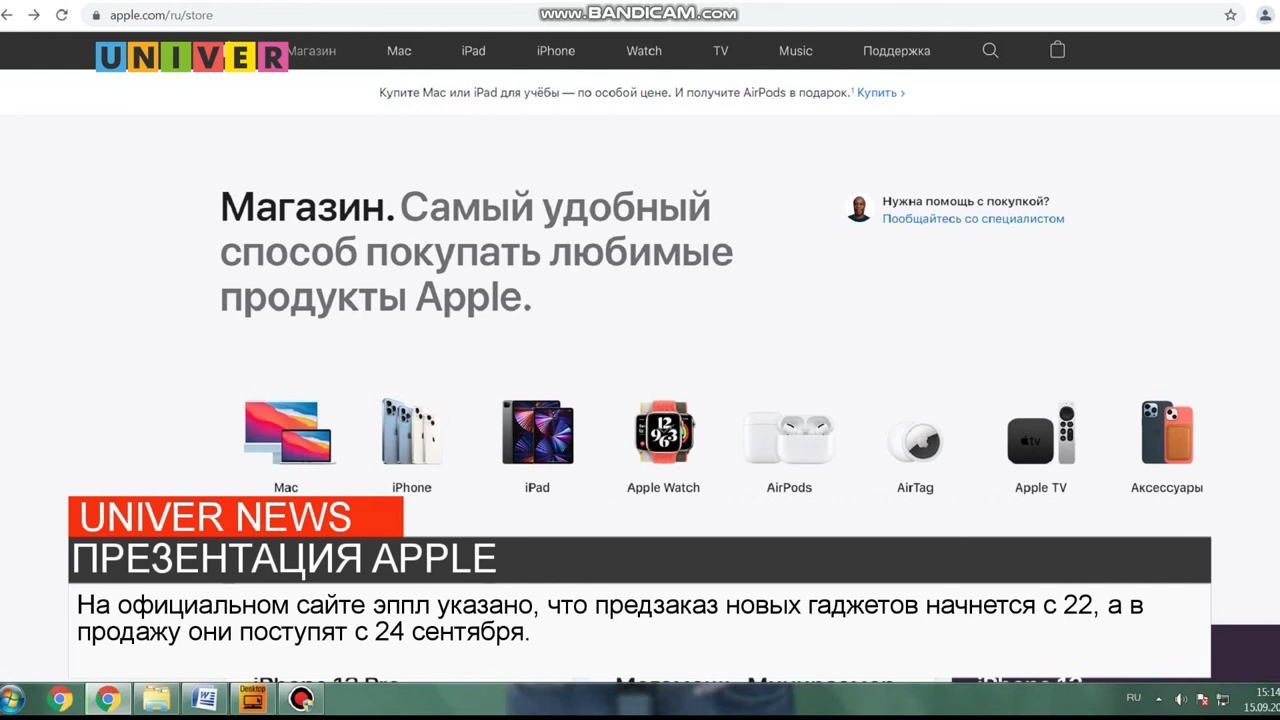 apple.com/ru/store
www.BANDICAM.com
UNIVER
Магазин
Mac
iPad
iPhone
Watch
TV
Music
Поддержка
Купите Mac или iPad для учёбы — по особой цене. И получите AirPods в подарок.¹ Купить >
Магазин. Самый удобный
способ покупать любимые
продукты Apple.
Нужна помощь с покупкой?
Пообщайтесь со специалистом
Mac
iPhone
iPad
Apple Watch
AirPods
AirTag
Apple TV
Аксессуары
UNIVER NEWS
ПРЕЗЕНТАЦИЯ APPLE
На официальном сайте эппл указано, что предзаказ новых гаджетов начнется с 22, а в
продажу они поступят с 24 сентября.
Desktop
RU
15:14